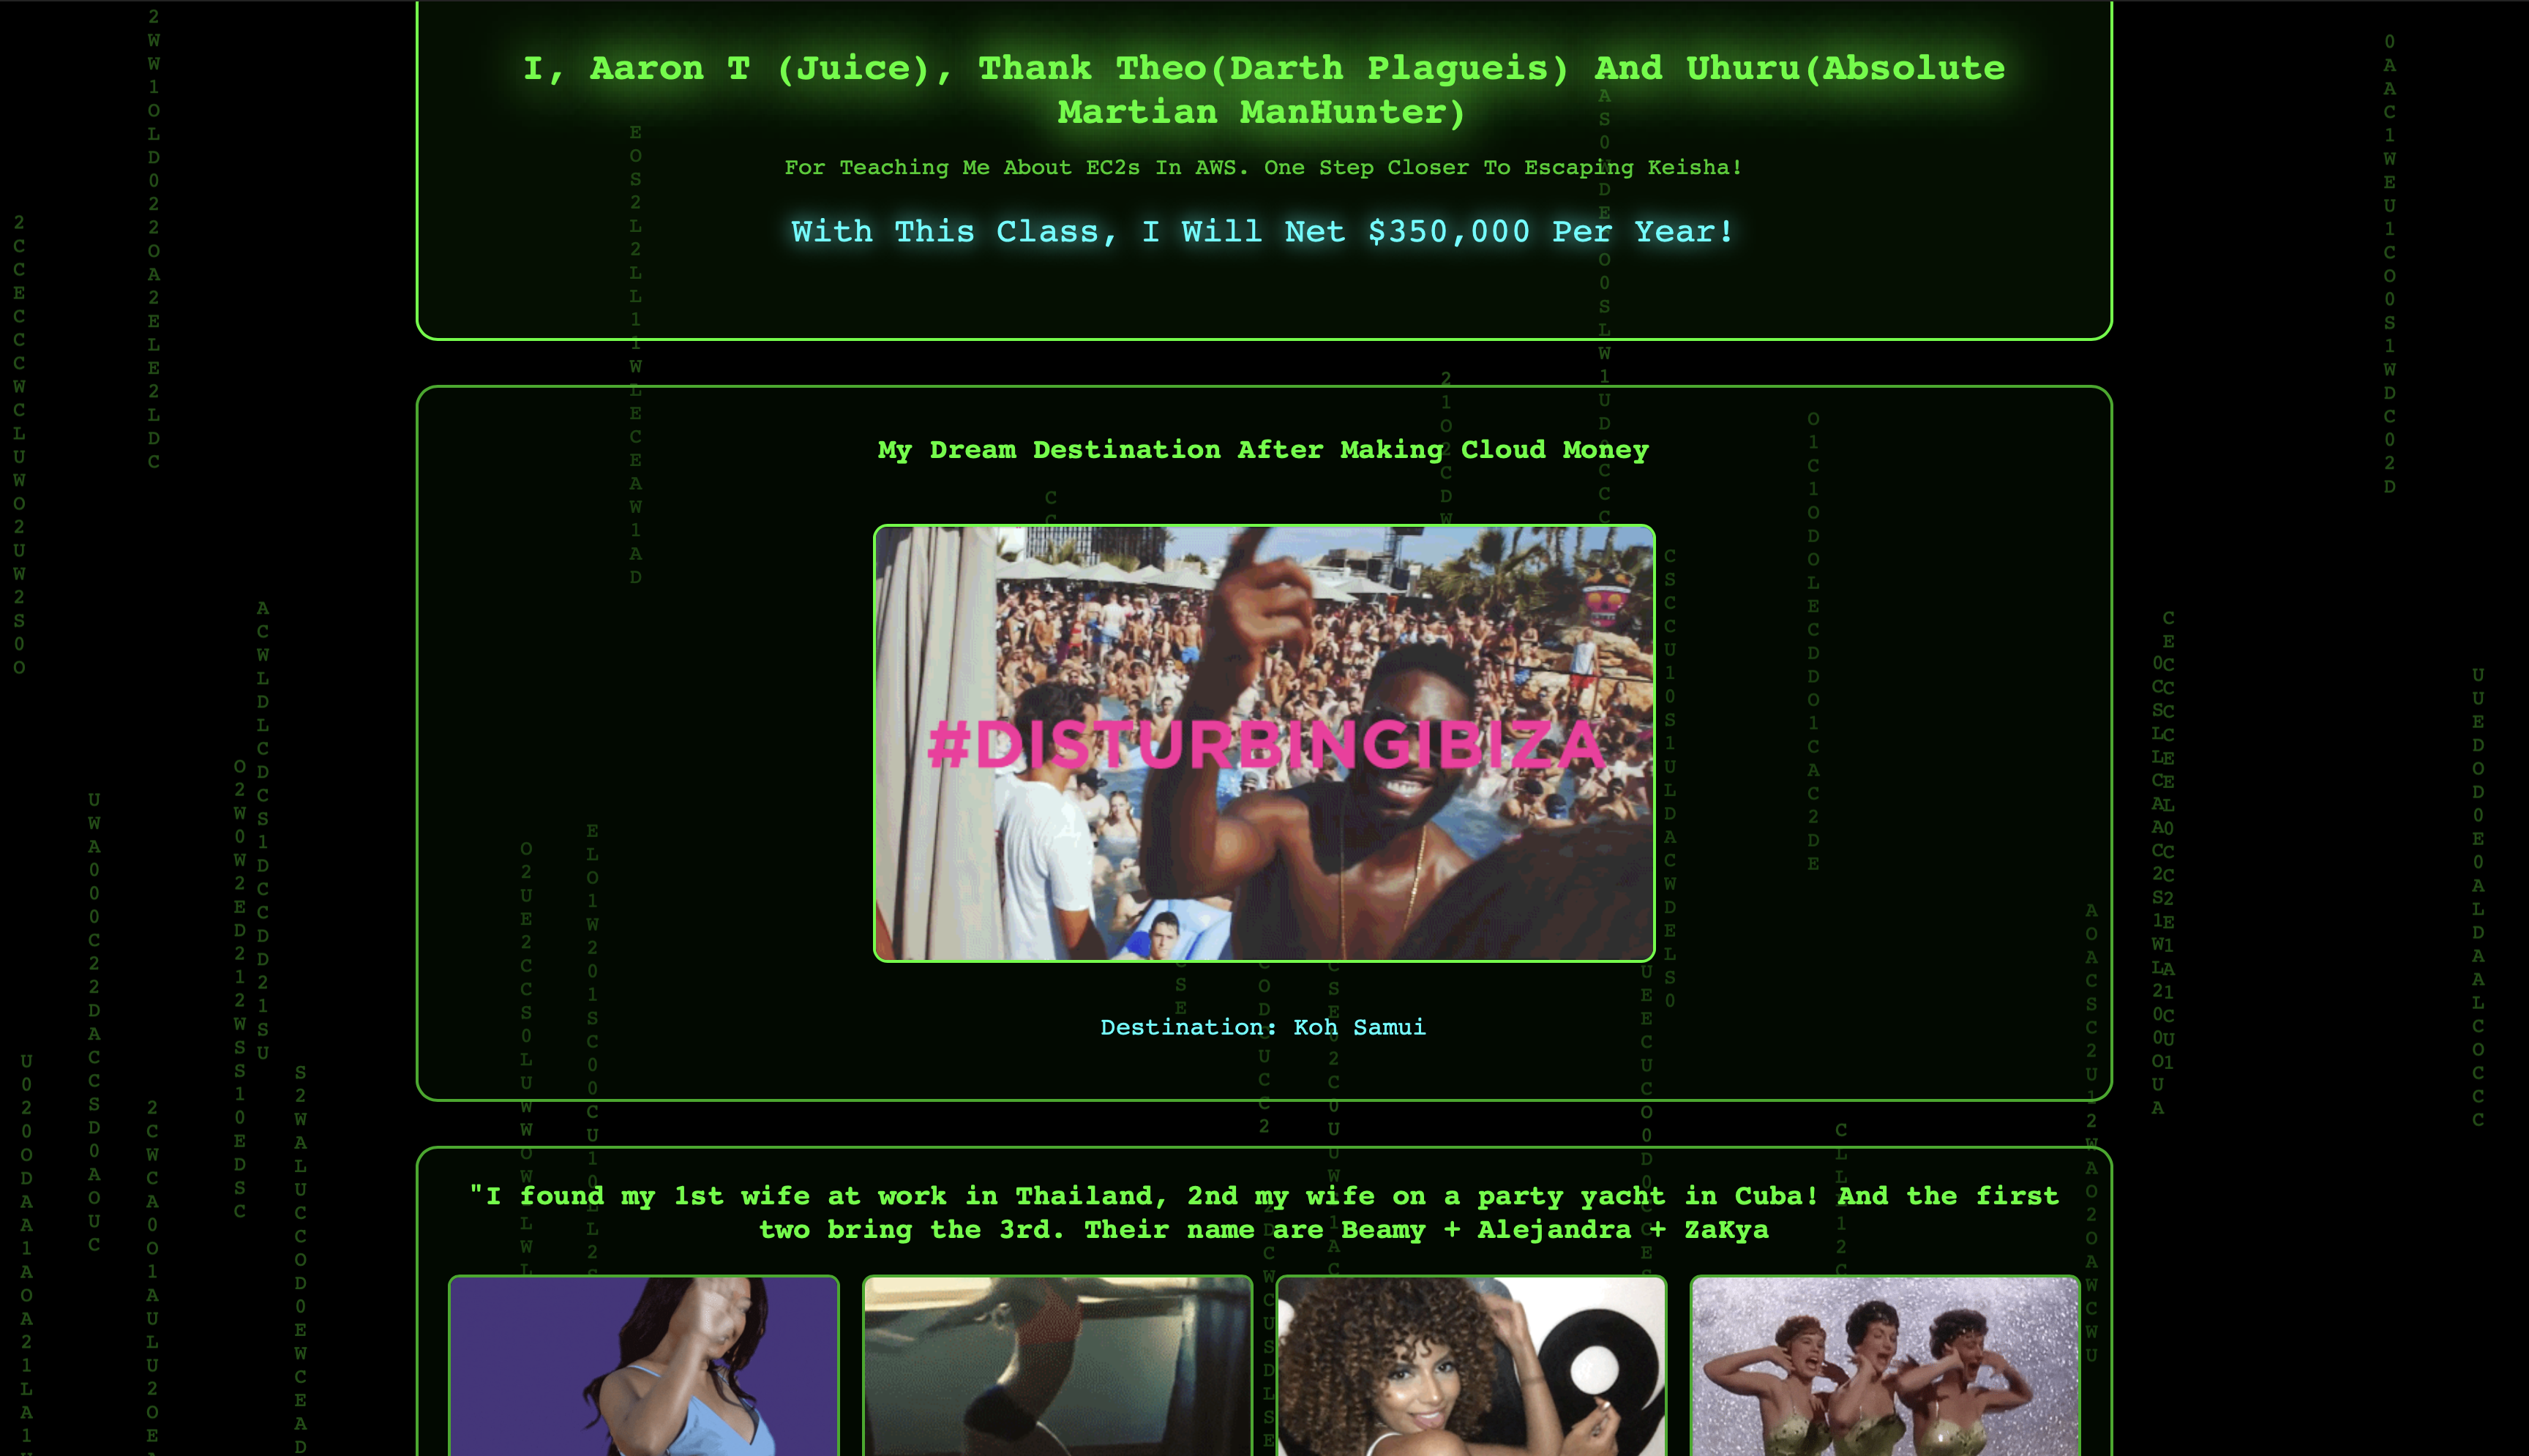 I, Aaron T (Juice), Thank Theo(Darth Plagueis) And Uhuru(Absolute
Martian ManHunter)
For Teaching Me About EC2s In AWS. One Step Closer To Escaping Keisha!
With This Class, I Will Net $350,000 Per Year!
My Dream Destination After Making Cloud Money
#DISTURBINGIBIZA
Destination: Koh Samui
"I found my 1st wife at work in Thailand, 2nd my wife on a party yacht in Cuba! And the first
two bring the 3rd. Their name are Beamy + Alejandra + ZaKya